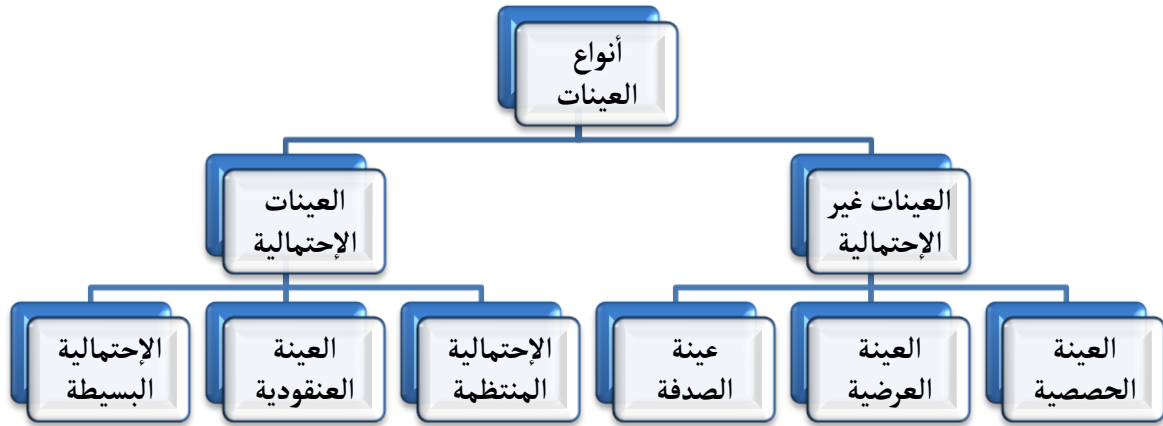 أنواع
العينات
العينات غير
الإحتمالية
العينات
الإحتمالية
العينة
الحصصية
العينة
العرضية
عينة
الصدفة
الإحتمالية
المنتظمة
العينة
العنقودية
الإحتمالية
البسيطة